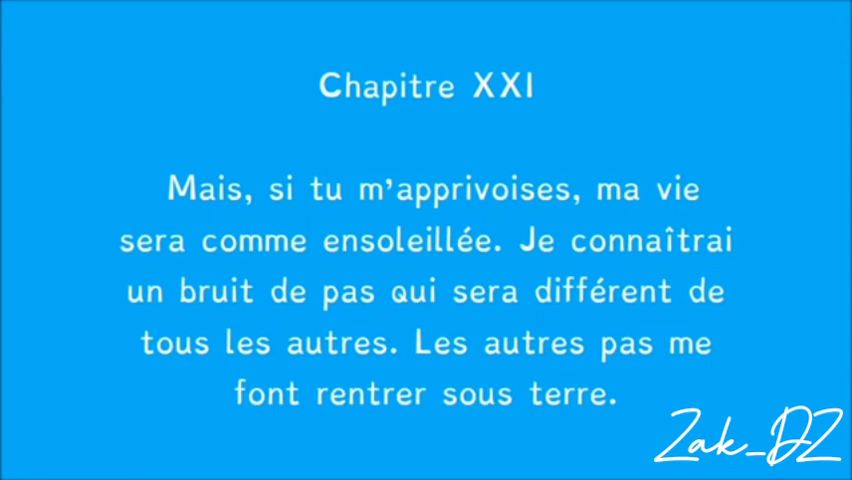 Chapitre XXI
Mais, si tu m'apprivoises, ma vie
sera comme ensoleillée. Je connaîtrai
un bruit de pas qui sera différent de
tous les autres. Les autres pas me
font rentrer sous terre.
Zak_DZ